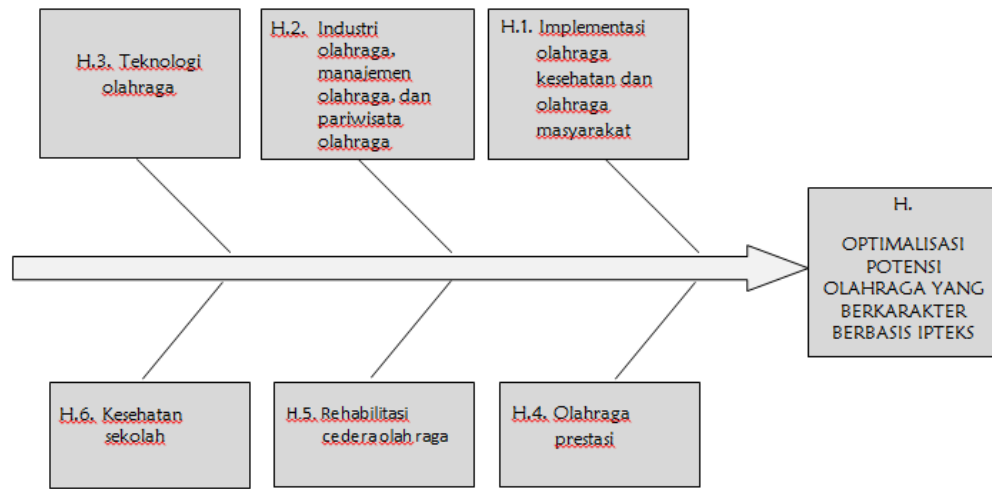 H.3. Teknologi
olahraga
H.2. Industri
olahraga,
manajemen
olahraga, dan
pariwisata
olahraga
H.1. Implementasi
olahraga
kesehatan dan
olahraga
masyarakat
H.
OPTIMALISASI
POTENSI
OLAHRAGA YANG
BERKARAKTER
BERBASIS IPTEKS
H.6. Kesehatan
sekolah
H.5. Rehabilitasi
cedera olah raga
H.4. Olahraga
prestasi